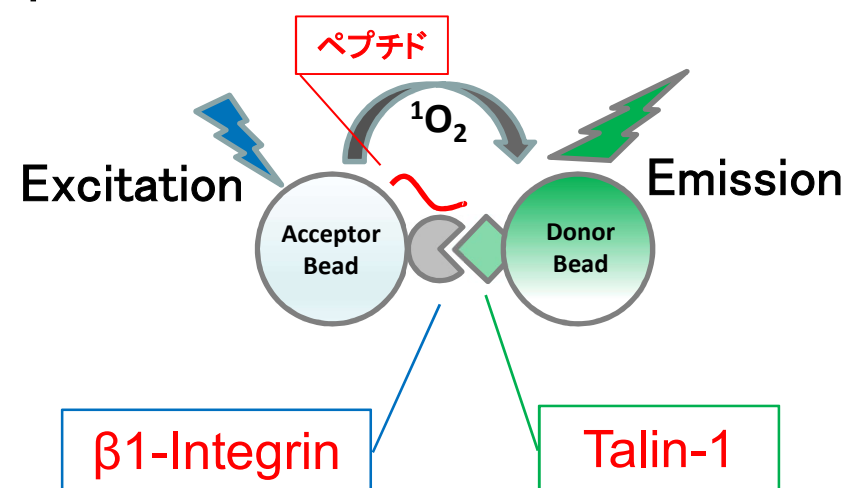 ペプチド
¹O₂
Excitation
Emission
Acceptor
Bead
Donor
Bead
β1-Integrin
Talin-1